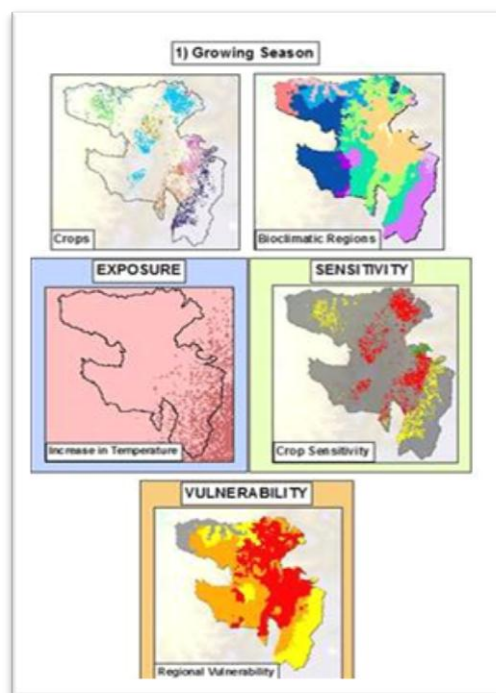 1) Growing Season
Crops
Bioclimatic Regions
EXPOSURE
SENSITIVITY
Increase in Temperature
Crop Sensitivity
VULNERABILITY
Regional Vulnerability